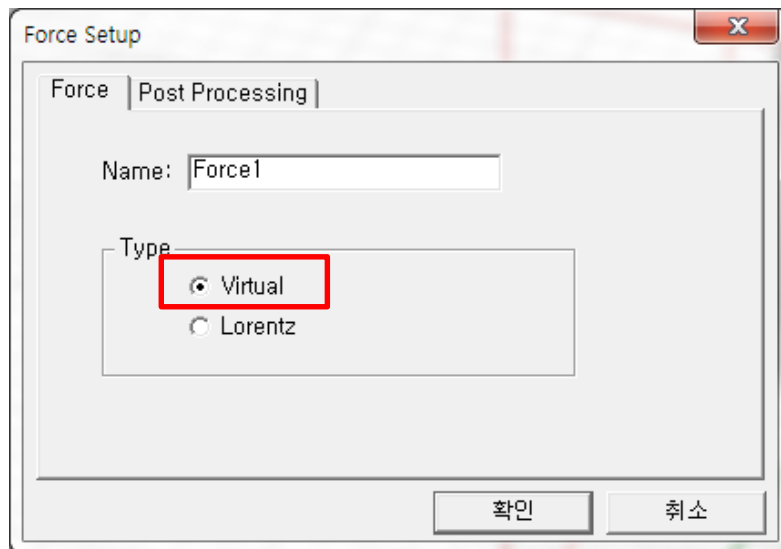 Force Setup
Force Post Processing
Name: Force1
Type
Virtual
Lorentz
확인 취소